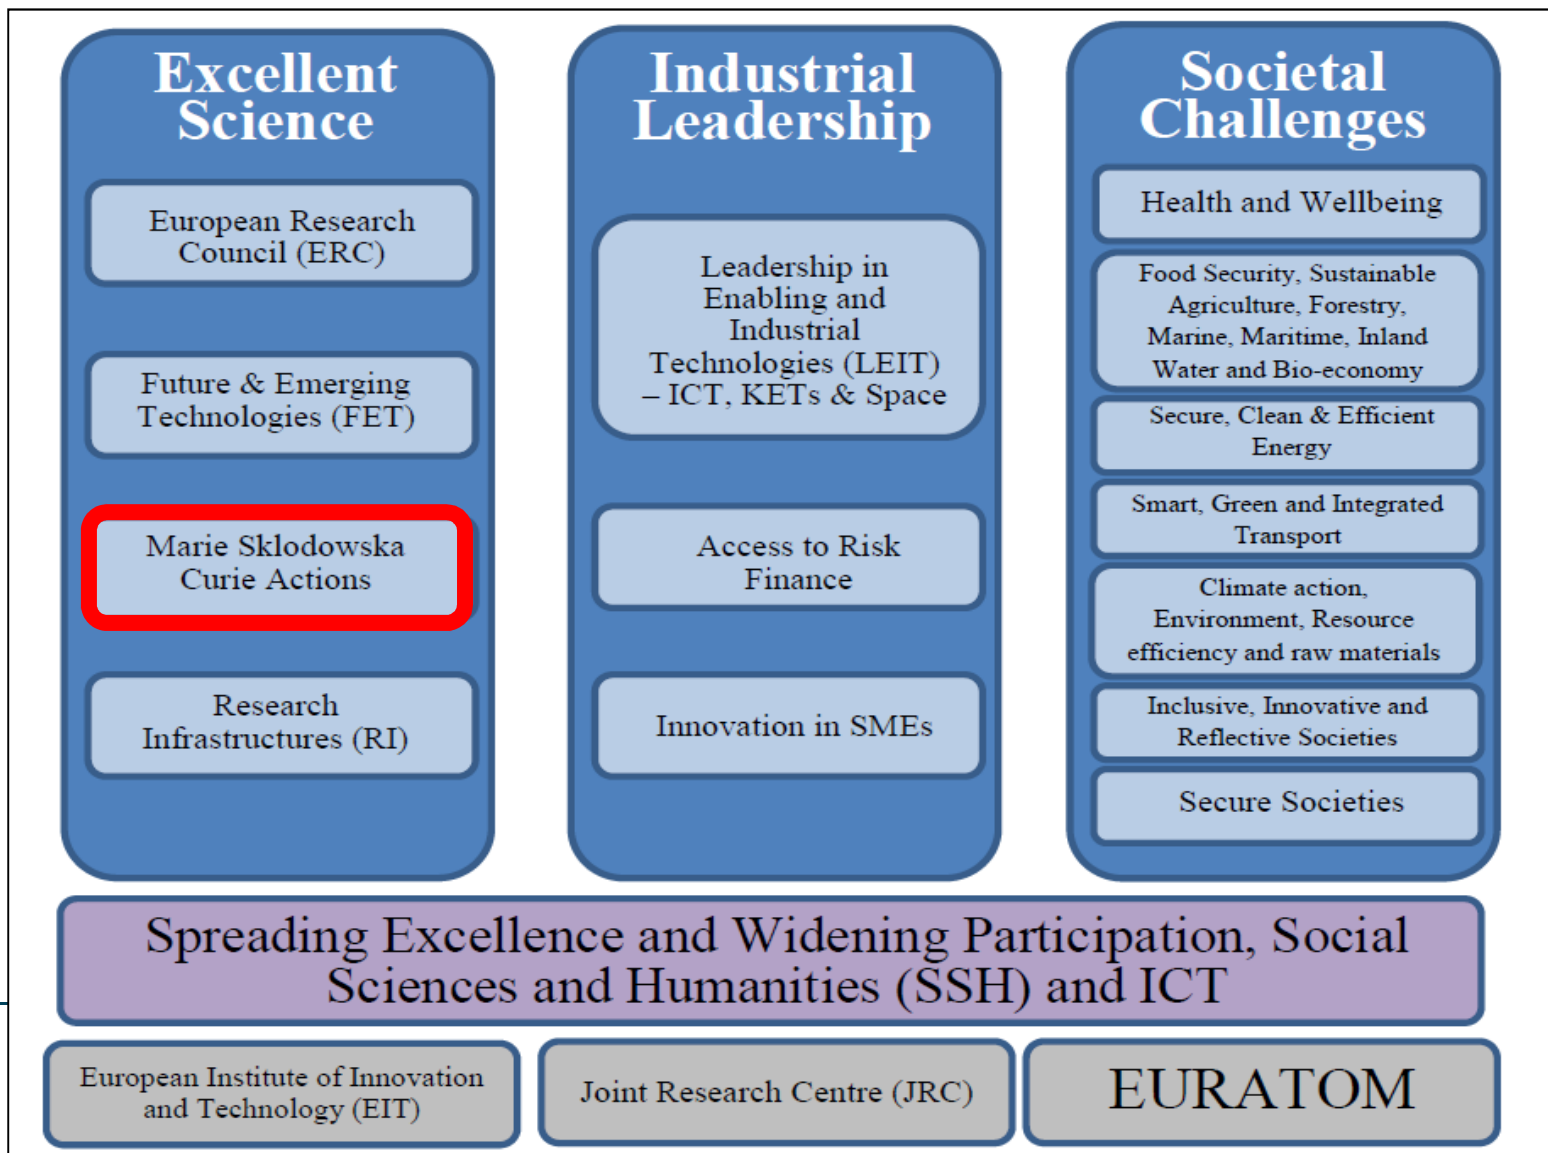 Excellent
Science
European Research
Council (ERC)
Future & Emerging
Technologies (FET)
Marie Sklodowska
Curie Actions
Research
Infrastructures (RI)
Industrial
Leadership
Leadership in
Enabling and
Industrial
Technologies (LEIT)
– ICT, KETs & Space
Access to Risk
Finance
Innovation in SMEs
Societal
Challenges
Health and Wellbeing
Food Security, Sustainable
Agriculture, Forestry,
Marine, Maritime, Inland
Water and Bio-economy
Secure, Clean & Efficient
Energy
Smart, Green and Integrated
Transport
Climate action,
Environment, Resource
efficiency and raw materials
Inclusive, Innovative and
Reflective Societies
Secure Societies
Spreading Excellence and Widening Participation, Social
Sciences and Humanities (SSH) and ICT
European Institute of Innovation
and Technology (EIT)
Joint Research Centre (JRC)
EURATOM